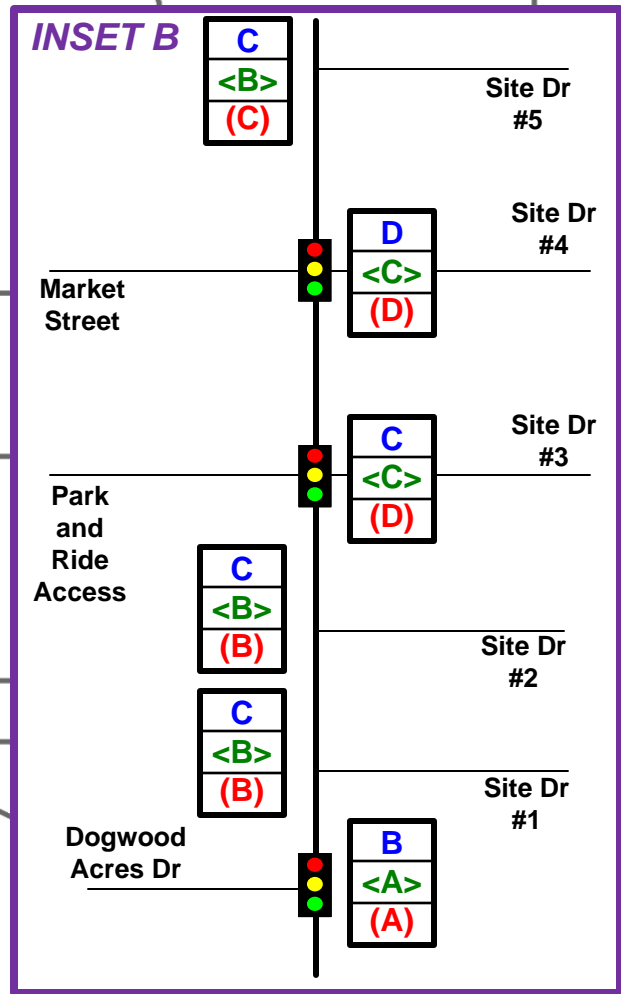 INSET B
C
<B>
(C)
Site Dr
#5
Site Dr
#4
D
<C>
(D)
Market
Street
Site Dr
#3
C
<C>
(D)
Park
and
Ride
Access
C
<B>
(B)
Site Dr
#2
C
<B>
(B)
Site Dr
#1
Dogwood
Acres Dr
B
<A>
(A)